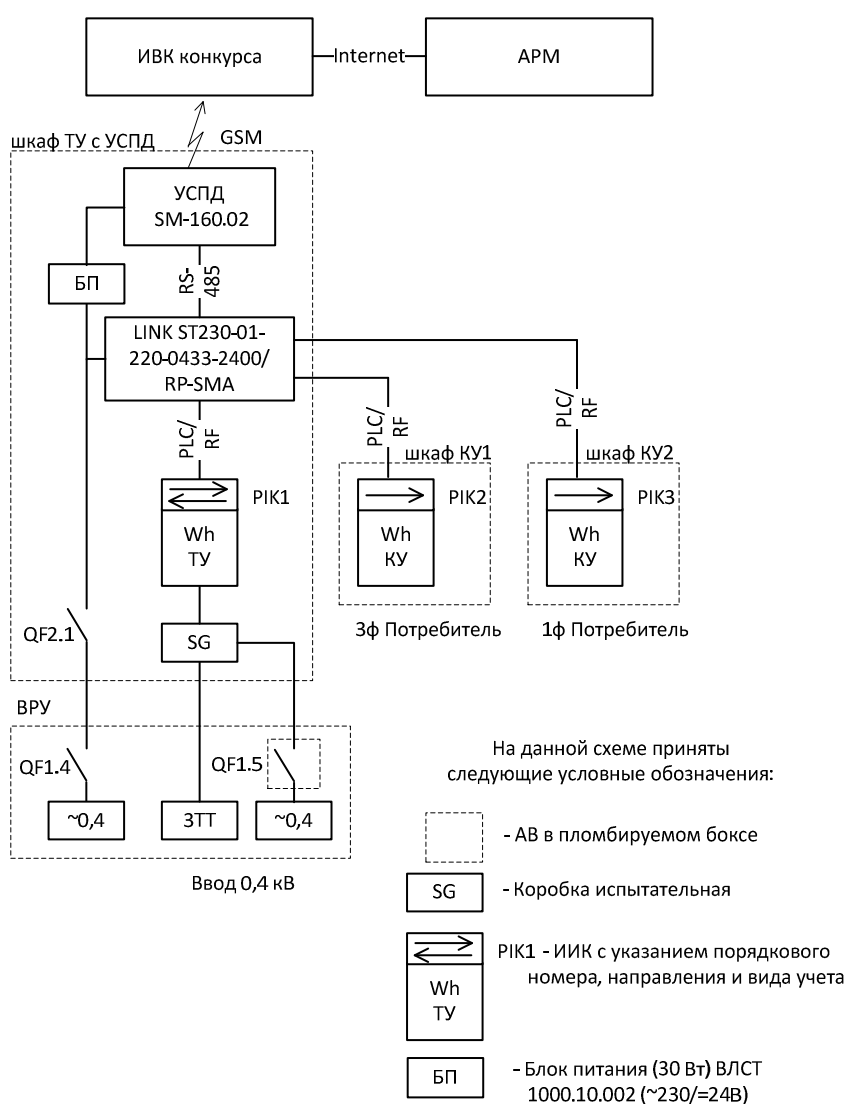 ИВК конкурса
Internet
АРМ
шкаф ТУ с УСПД
GSM
УСПД
SM-160.02
БП
RS-
485
LINK ST230-01-
220-0433-2400/
RP-SMA
PLC/
RF
PLC/
RF
PLC/
RF
шкаф КУ1
шкаф КУ2
PIK1
PIK2
PIK3
Wh
ТУ
Wh
КУ
Wh
КУ
3ф Потребитель
1ф Потребитель
QF2.1
SG
ВРУ
QF1.4
QF1.5
~0,4
3ТТ
~0,4
Ввод 0,4 кВ
На данной схеме приняты
следующие условные обозначения:
- АВ в пломбируемом боксе
SG
- Коробка испытательная
PIK1 - ИИК с указанием порядкового
номера, направления и вида учета
Wh
ТУ
БП
- Блок питания (30 Вт) ВЛСТ
1000.10.002 (~230/=24В)